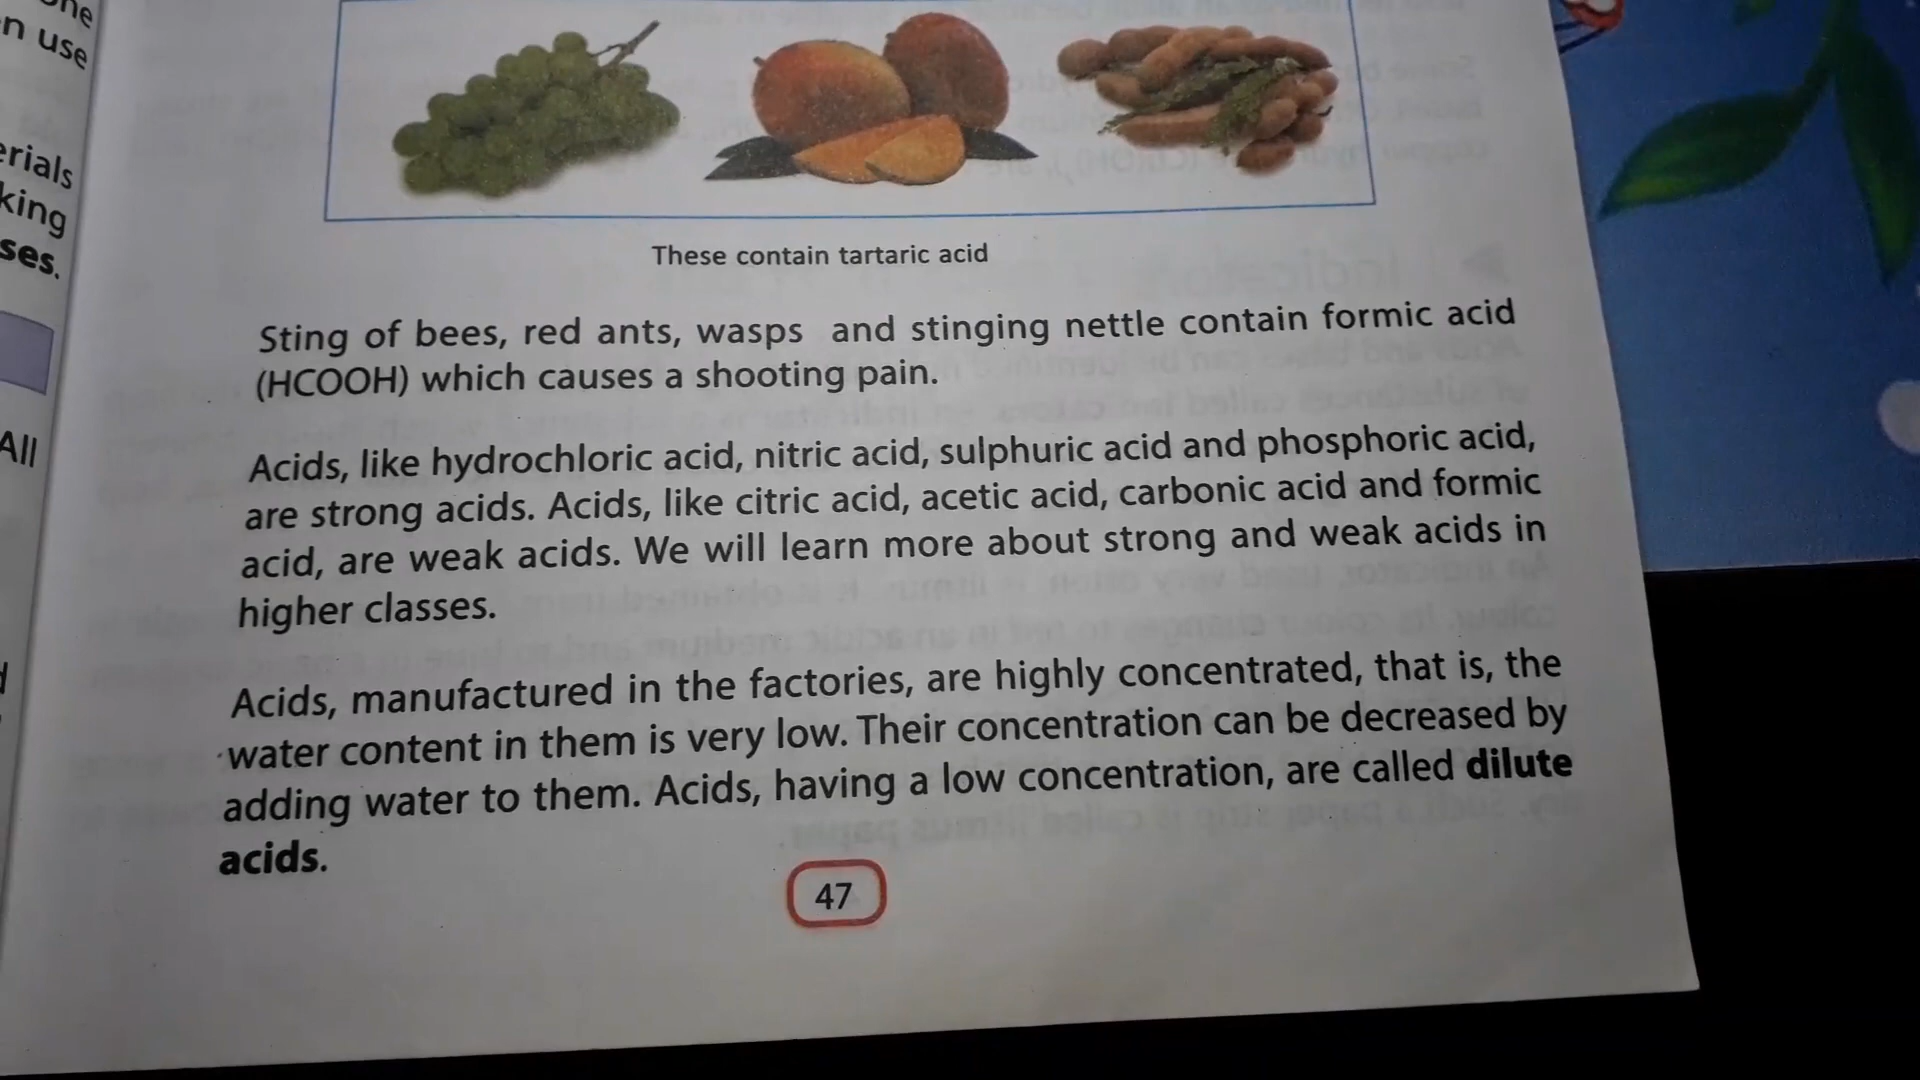 n use
erials
king
ses.
All
These contain tartaric acid
Sting of bees, red ants, wasps and stinging nettle contain formic acid
(HCOOH) which causes a shooting pain.
Acids, like hydrochloric acid, nitric acid, sulphuric acid and phosphoric acid,
are strong acids. Acids, like citric acid, acetic acid, carbonic acid and formic
acid, are weak acids. We will learn more about strong and weak acids in
higher classes.
Acids, manufactured in the factories, are highly concentrated, that is, the
water content in them is very low. Their concentration can be decreased by
adding water to them. Acids, having a low concentration, are called dilute
acids.
47